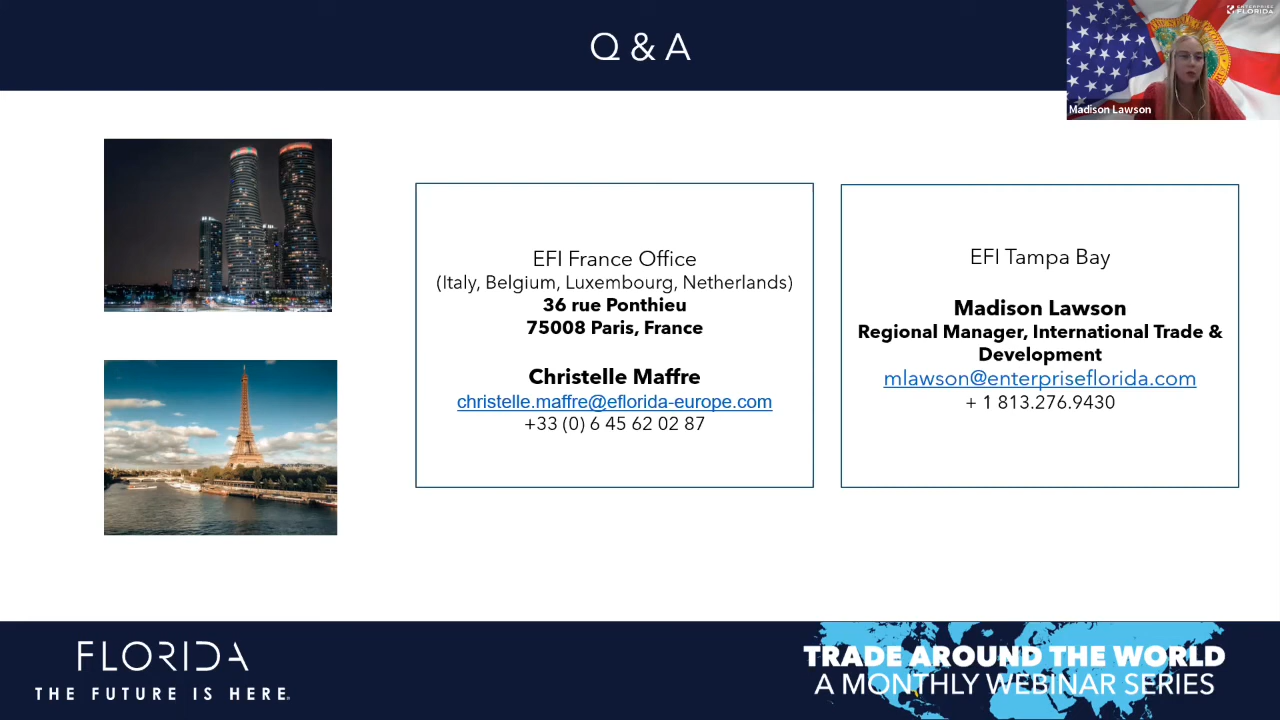 Q & A
ENTERPRISE
FLORIDA
Madison Lawson
EFI France Office
(Italy, Belgium, Luxembourg, Netherlands)
36 rue Ponthieu
75008 Paris, France
Christelle Maffre
christelle.maffre@eflorida-europe.com
+33 (0) 6 45 62 02 87
EFI Tampa Bay
Madison Lawson
Regional Manager, International Trade &
Development
mlawson@enterpriseflorida.com
+ 1 813.276.9430
FLORIDA
THE FUTURE IS HERE.
TRADE AROUND THE WORLD
A MONTHLY WEBINAR SERIES